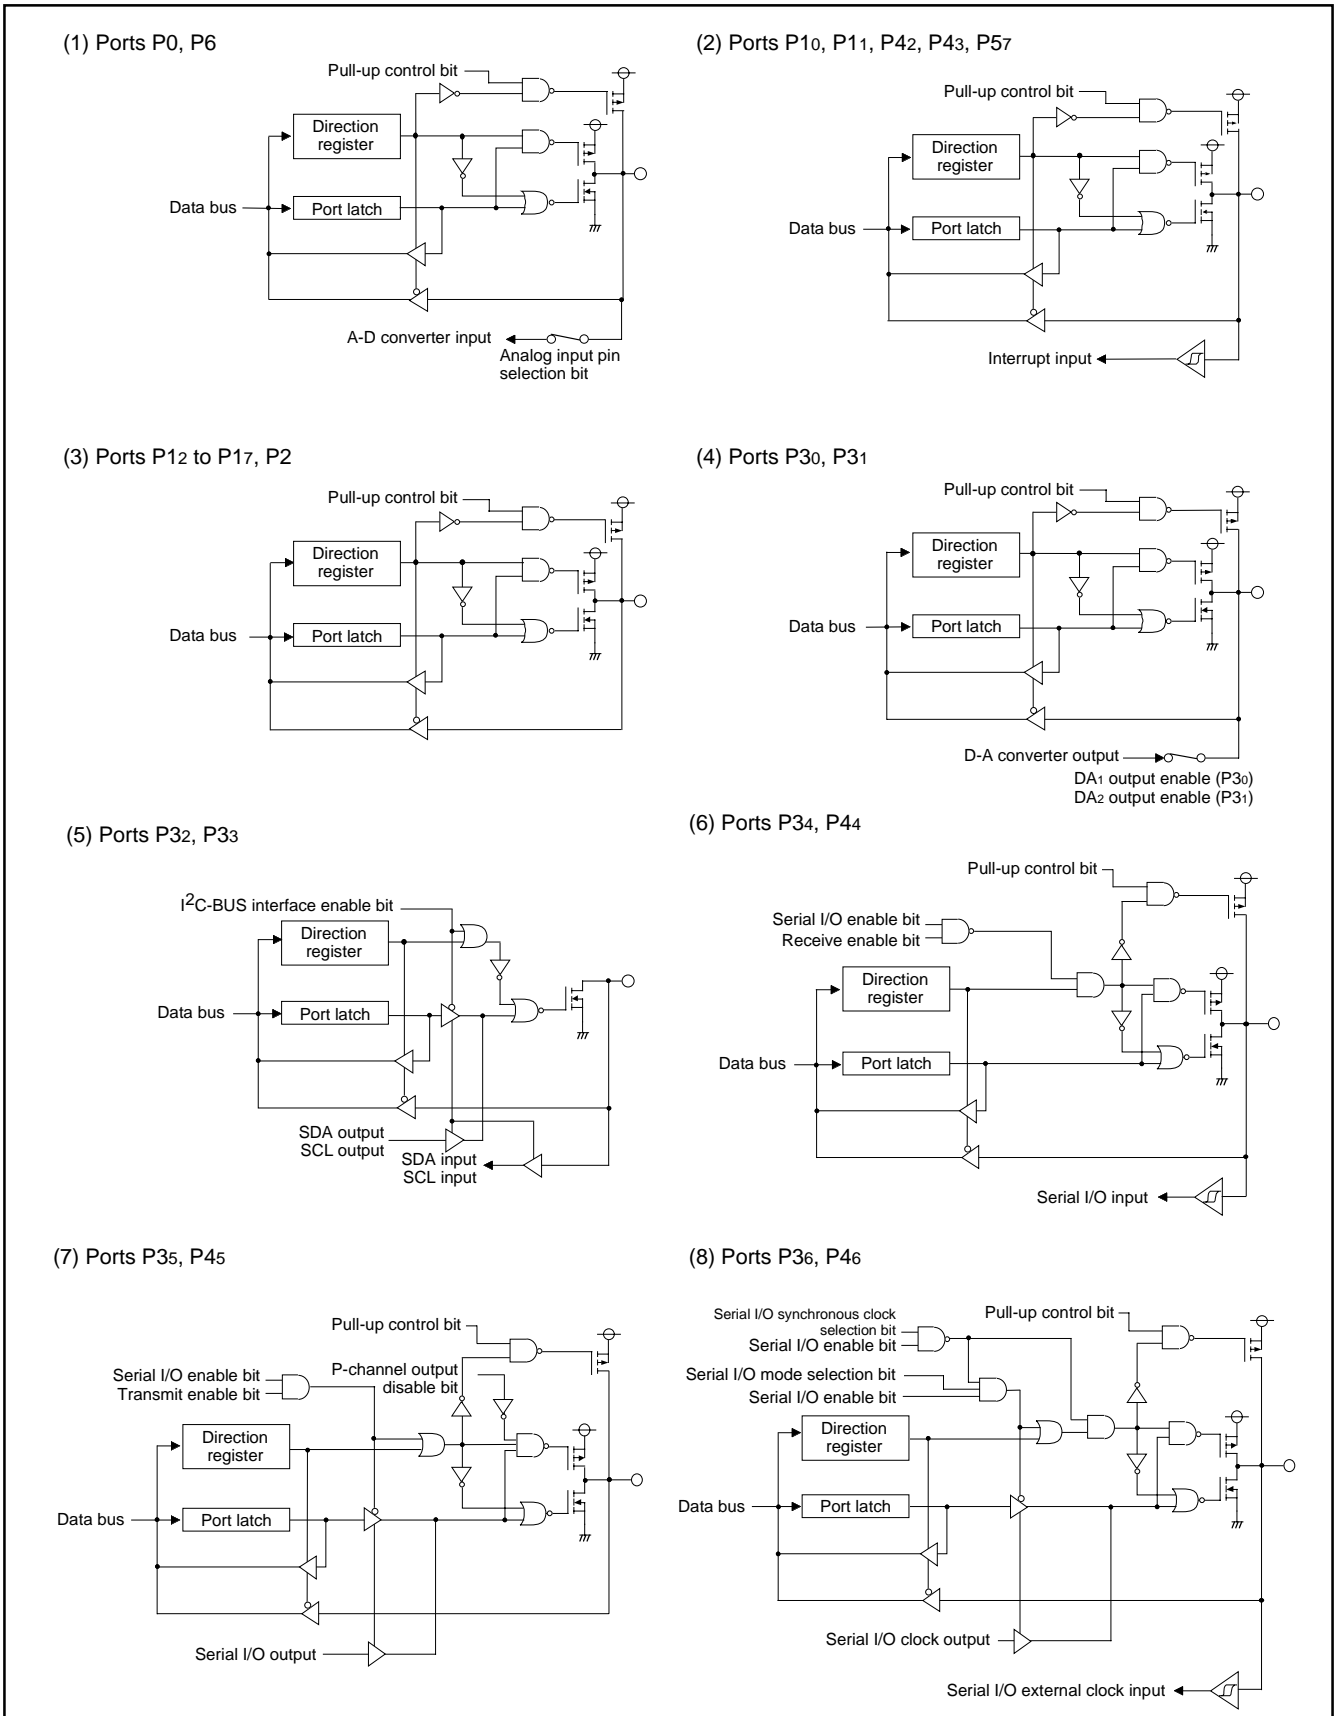 (1) Ports P0, P6
Pull-up control bit
Direction
register
Data bus
Port latch
A-D converter input
Analog input pin
selection bit
(2) Ports P10, P11, P42, P43, P57
Pull-up control bit
Direction
register
Data bus
Port latch
Interrupt input
(3) Ports P12 to P17, P2
Pull-up control bit
Direction
register
Data bus
Port latch
(4) Ports P30, P31
Pull-up control bit
Direction
register
Data bus
Port latch
D-A converter output
DA1 output enable (P30)
DA2 output enable (P31)
(5) Ports P32, P33
I2C-BUS interface enable bit
Direction
register
Data bus
Port latch
SDA output
SCL output
SDA input
SCL input
(6) Ports P34, P44
Pull-up control bit
Serial I/O enable bit
Receive enable bit
Direction
register
Data bus
Port latch
Serial I/O input
(7) Ports P35, P45
Pull-up control bit
Serial I/O enable bit
Transmit enable bit
P-channel output
disable bit
Direction
register
Data bus
Port latch
Serial I/O output
(8) Ports P36, P46
Serial I/O synchronous clock
selection bit
Serial I/O enable bit
Pull-up control bit
Serial I/O mode selection bit
Serial I/O enable bit
Direction
register
Data bus
Port latch
Serial I/O clock output
Serial I/O external clock input